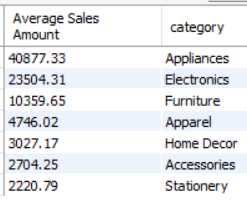 Average Sales
Amount category
40877.33 Appliances
23504.31 Electronics
10359.65 Furniture
4746.02 Apparel
3027.17 Home Decor
2704.25 Accessories
2220.79 Stationery